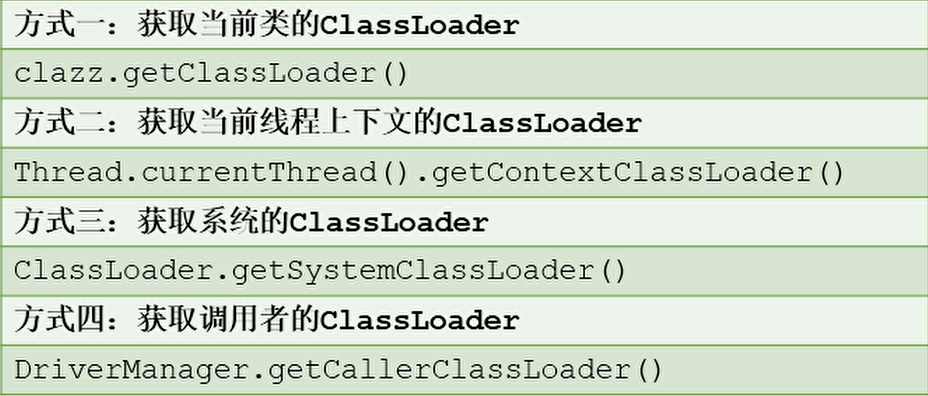 方式一：获取当前类的ClassLoader
clazz.getClassLoader()
方式二：获取当前线程上下文的ClassLoader
Thread.currentThread().getContextClassLoader()
方式三：获取系统的ClassLoader
ClassLoader.getSystemClassLoader()
方式四：获取调用者的ClassLoader
DriverManager.getCallerClassLoader()